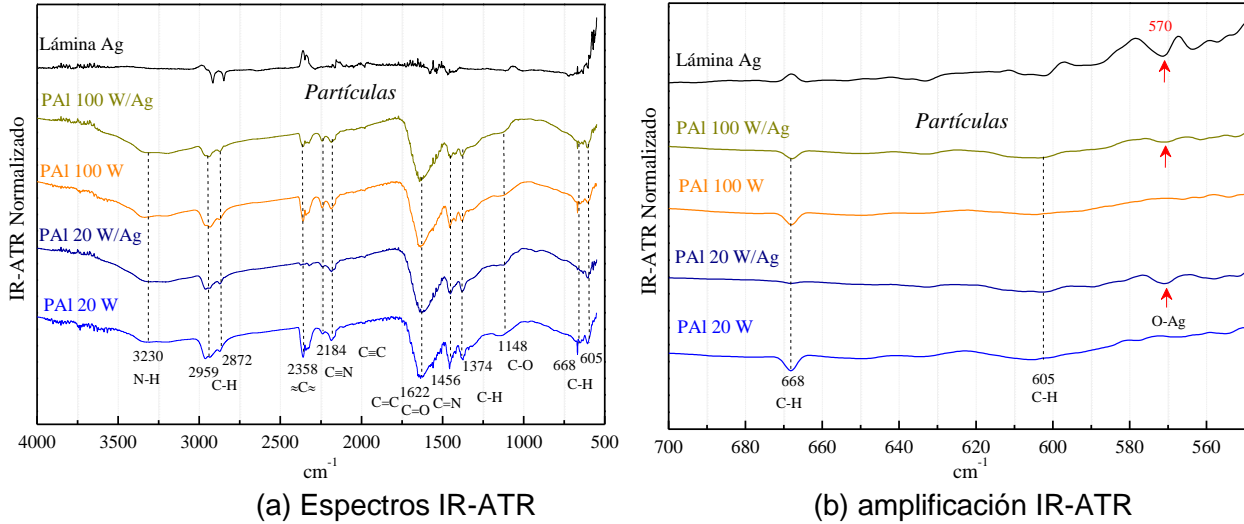 IR-ATR Normalizado
Lámina Ag
Partículas
PAl 100 W/Ag
PAl 100 W
PAl 20 W/Ag
PAl 20 W
3230
N-H
2959
2872
C-H
2358
≈C≈
2184
C≡N
C≡C
C=C
1622
C=O
1456
C=N
1374
C-H
1148
C-O
668
605
C-H
4000 3500 3000 2500 2000 1500 1000 500
cm-1
(a) Espectros IR-ATR
IR-ATR Normalizado
570
Lámina Ag
Partículas
PAl 100 W/Ag
PAl 100 W
PAl 20 W/Ag
O-Ag
PAl 20 W
668
C-H
605
C-H
700 680 660 640 620 600 580 560
cm-1
(b) amplificación IR-ATR